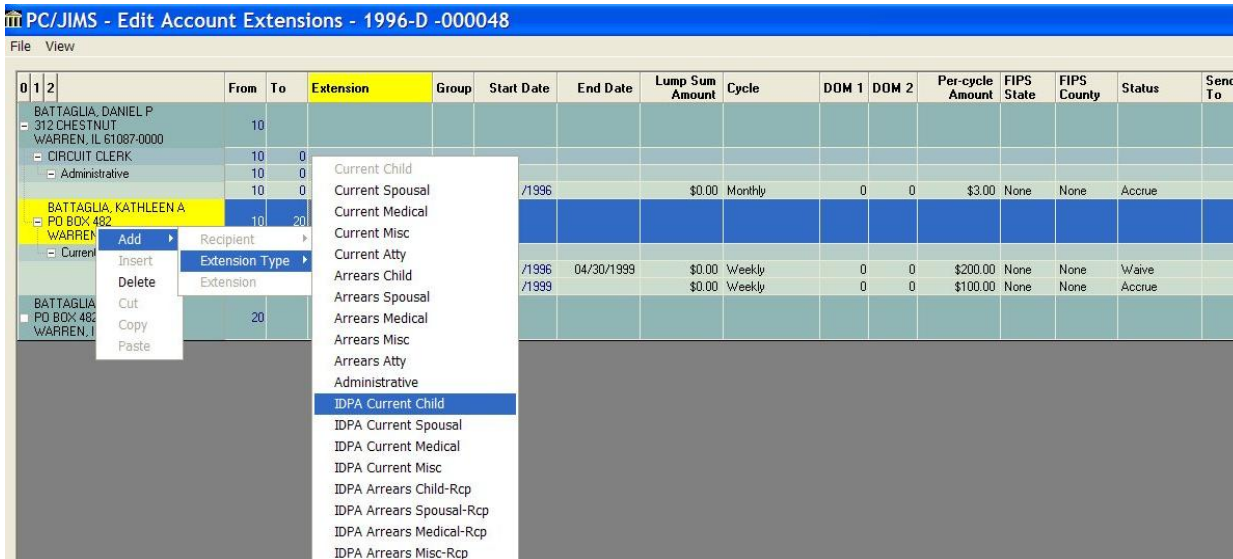 PC/JIMS - Edit Account Extensions - 1996-D -000048
File View
0 1 2 From To Extension Group Start Date End Date Lump Sum Amount Cycle DOM 1 DOM 2 Per-cycle Amount FIPS State FIPS County Status Send To
BATTAGLIA, DANIEL P
312 CHESTNUT 10
WARREN, IL 61087-0000
CIRCUIT CLERK 10 0
Administrative 10 0
10 0 /1996 $0.00 Monthly 0 0 $3.00 None None Accrue
BATTAGLIA, KATHLEEN A
PO BOX 482 10 20
WARREN
Current
/1996 04/30/1999 $0.00 Weekly 0 0 $200.00 None None Waive
/1999 $0.00 Weekly 0 0 $100.00 None None Accrue
BATTAGLIA
PO BOX 482 20
WARREN, I
Add
Insert
Delete
Cut
Copy
Paste
Recipient
Extension Type
Extension
Current Child
Current Spousal
Current Medical
Current Misc
Current Atty
Arrears Child
Arrears Spousal
Arrears Medical
Arrears Misc
Arrears Atty
Administrative
IDPA Current Child
IDPA Current Spousal
IDPA Current Medical
IDPA Current Misc
IDPA Arrears Child-Rcp
IDPA Arrears Spousal-Rcp
IDPA Arrears Medical-Rcp
IDPA Arrears Misc-Rcp